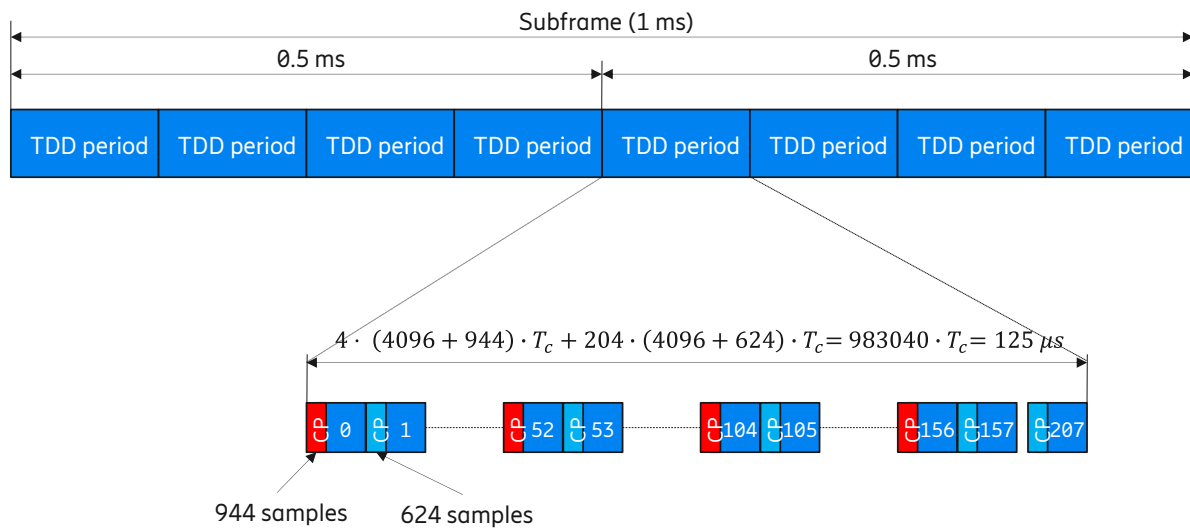 Subframe (1 ms)
0.5 ms 0.5 ms
TDD period TDD period TDD period TDD period TDD period TDD period TDD period TDD period
4 · (4096 + 944) · T_c + 204 · (4096 + 624) · T_c = 983040 · T_c = 125 μs
CP 0 CP 1 CP 52 CP 53 CP 104 CP 105 CP 156 CP 157 CP 207
944 samples 624 samples